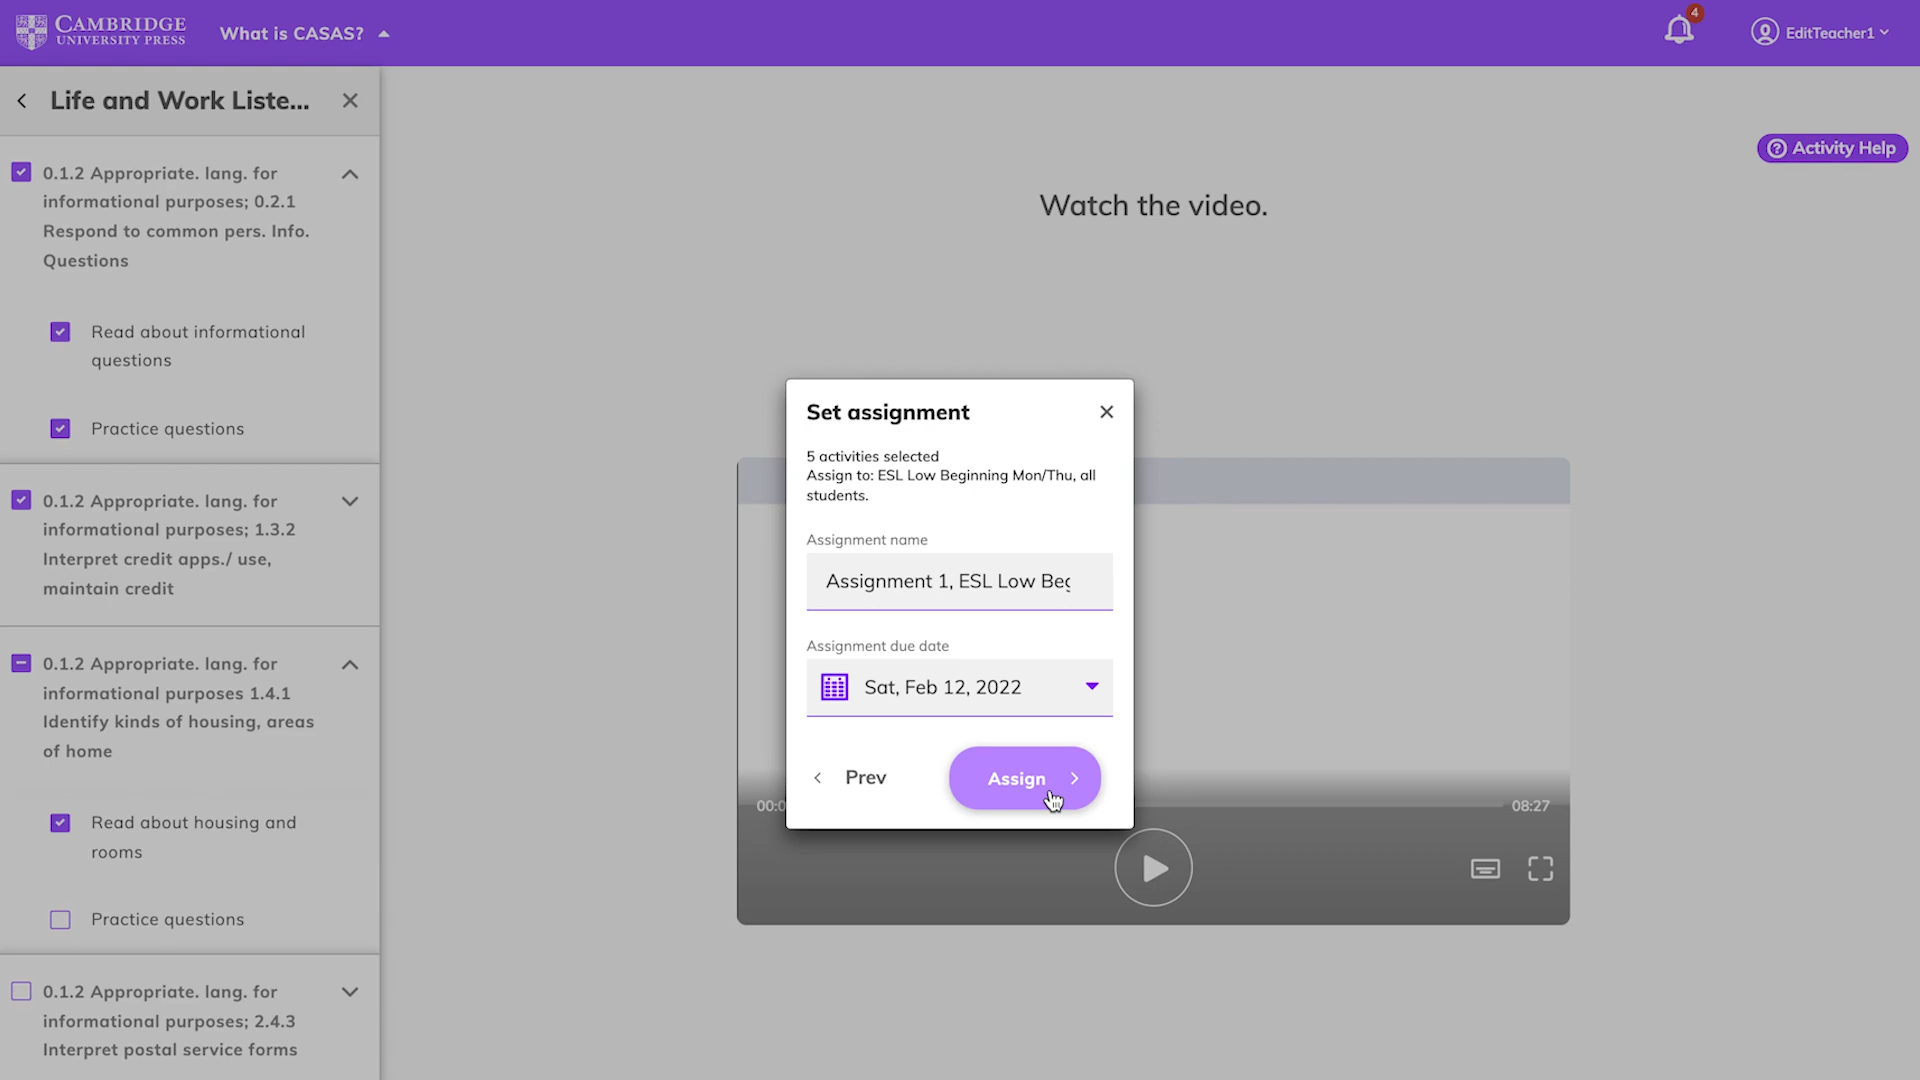 CAMBRIDGE
UNIVERSITY PRESS
What is CASAS?
4
EditTeacher1
Life and Work Liste...
0.1.2 Appropriate. lang. for
informational purposes; 0.2.1
Respond to common pers. Info.
Questions
Read about informational
questions
Practice questions
0.1.2 Appropriate. lang. for
informational purposes; 1.3.2
Interpret credit apps./ use,
maintain credit
0.1.2 Appropriate. lang. for
informational purposes 1.4.1
Identify kinds of housing, areas
of home
Read about housing and
rooms
Practice questions
0.1.2 Appropriate. lang. for
informational purposes; 2.4.3
Interpret postal service forms
Activity Help
Watch the video.
Set assignment
5 activities selected
Assign to: ESL Low Beginning Mon/Thu, all
students.
Assignment name
Assignment 1, ESL Low Beg
Assignment due date
Sat, Feb 12, 2022
Prev
Assign
00:0
08:27